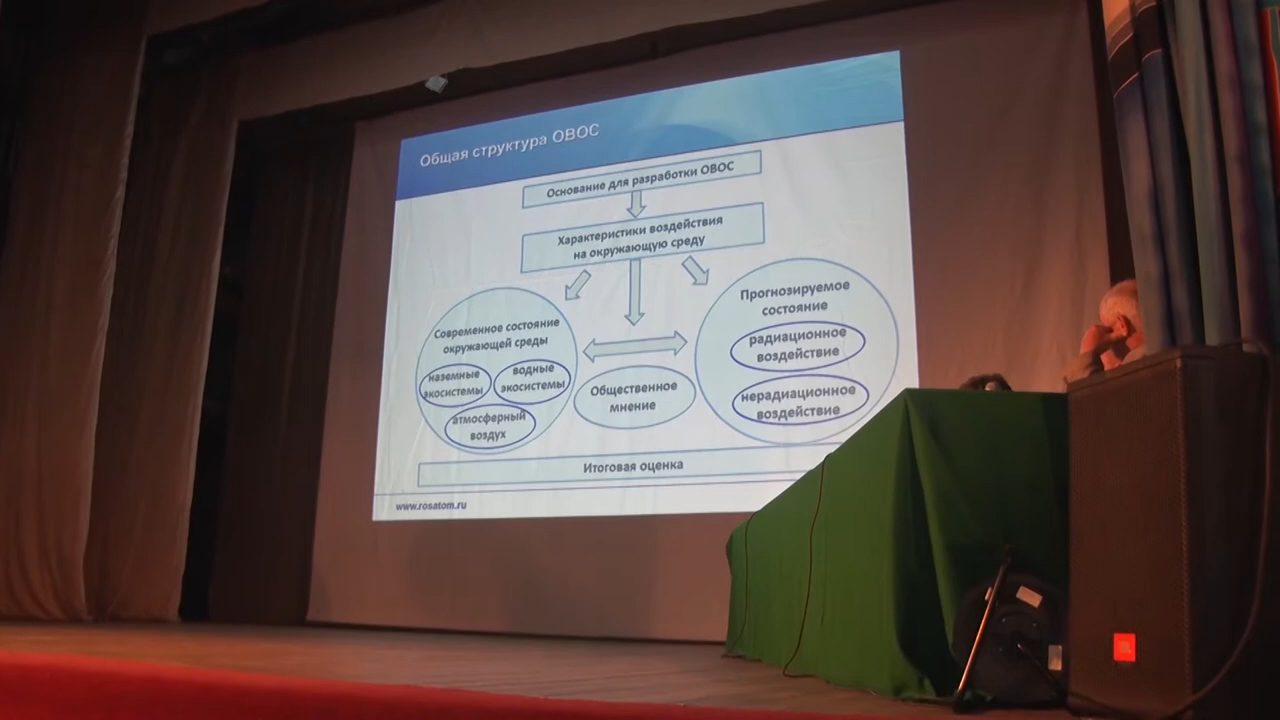 Общая структура ОВОС
Основание для разработки ОВОС
Характеристики воздействия
на окружающую среду
Современное состояние
окружающей среды
наземные
экосистемы
водные
экосистемы
атмосферный
воздух
Общественное
мнение
Прогнозируемое
состояние
радиационное
воздействие
нерадиационное
воздействие
Итоговая оценка
www.rosatom.ru
JBL